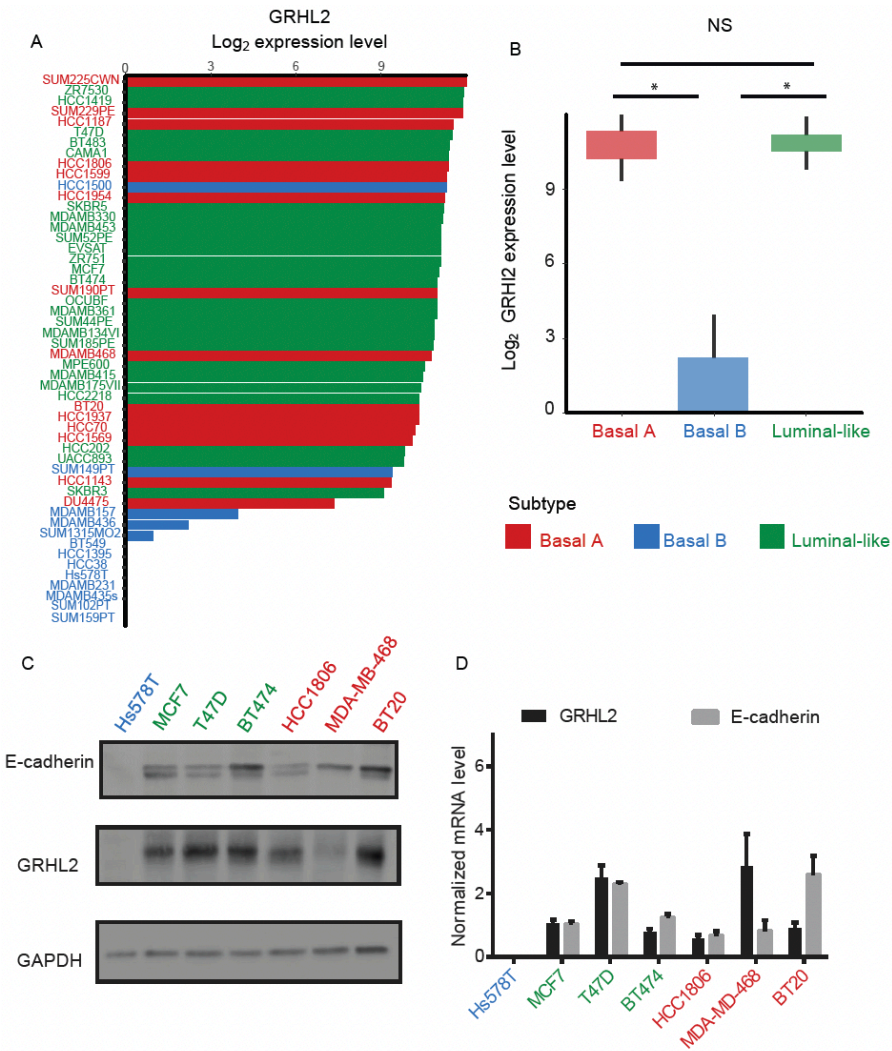 GRHL2
A
Log2 expression level
0 3 6 9
SUM225CWN
ZR7530
HCC1419
SUM229PE
HCC1187
T47D
BT483
CAMA1
HCC1806
HCC1599
HCC1500
HCC1954
SKBR5
MDAMB330
MDAMB453
SUM52PE
EVSAT
ZR751
MCF7
BT474
SUM190PT
OCUBF
MDAMB361
SUM44PE
MDAMB134VI
SUM185PE
MDAMB468
MPE600
MDAMB415
MDAMB175VII
HCC2218
BT20
HCC1937
HCC70
HCC1569
HCC202
UACC893
SUM149PT
HCC1143
SKBR3
DU4475
MDAMB157
MDAMB436
SUM1315MO2
BT549
HCC1395
HCC38
Hs578T
MDAMB231
MDAMB435s
SUM102PT
SUM159PT
B
NS
* *
Log2 GRHl2 expression level
9
6
3
0
Basal A Basal B Luminal-like
Subtype
Basal A Basal B Luminal-like
C
Hs578T MCF7 T47D BT474 HCC1806 MDA-MB-468 BT20
E-cadherin
GRHL2
GAPDH
D
GRHL2 E-cadherin
Normalized mRNA level
6
4
2
0
Hs578T MCF7 T47D BT474 HCC1806 MDA-MD-468 BT20